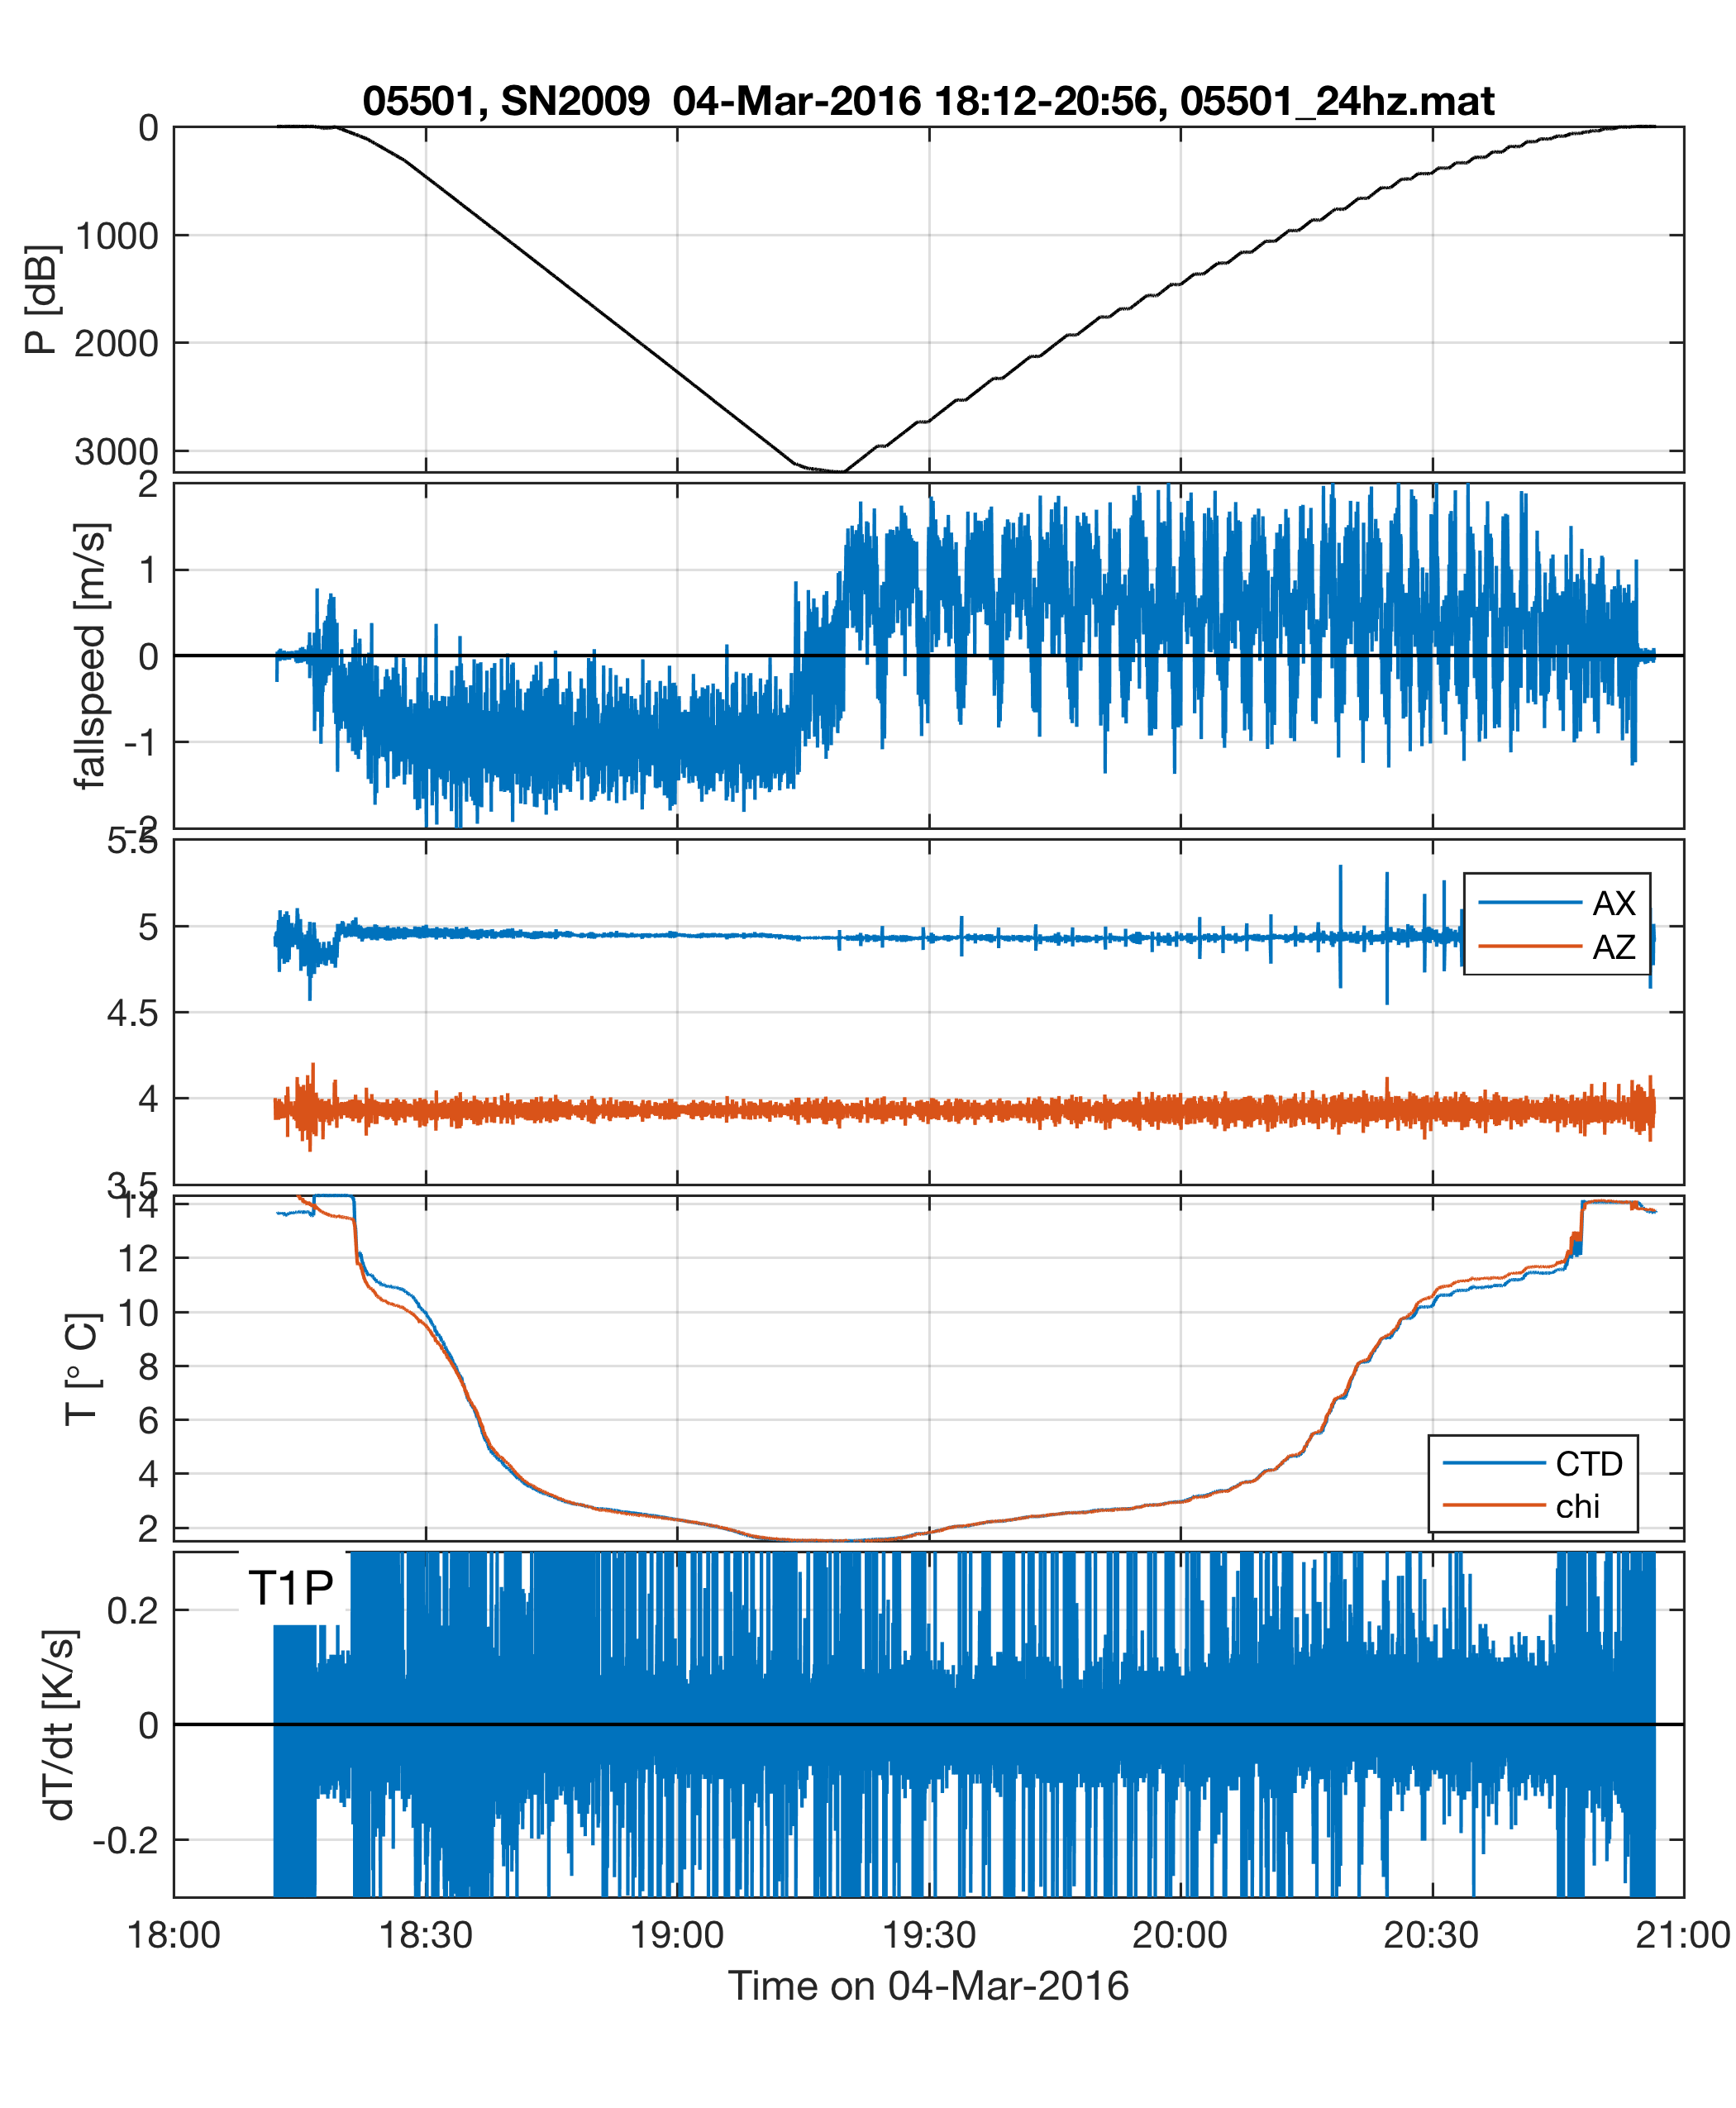 05501, SN2009  04-Mar-2016 18:12-20:56, 05501_24hz.mat
0
1000
2000
3000
P [dB]
2
1
0
-1
-2
fallspeed [m/s]
5.5
5
4.5
4
3.5
AX
AZ
14
12
10
8
6
4
2
T [° C]
CTD
chi
T1P
0.2
0
-0.2
dT/dt [K/s]
18:00 18:30 19:00 19:30 20:00 20:30 21:00
Time on 04-Mar-2016